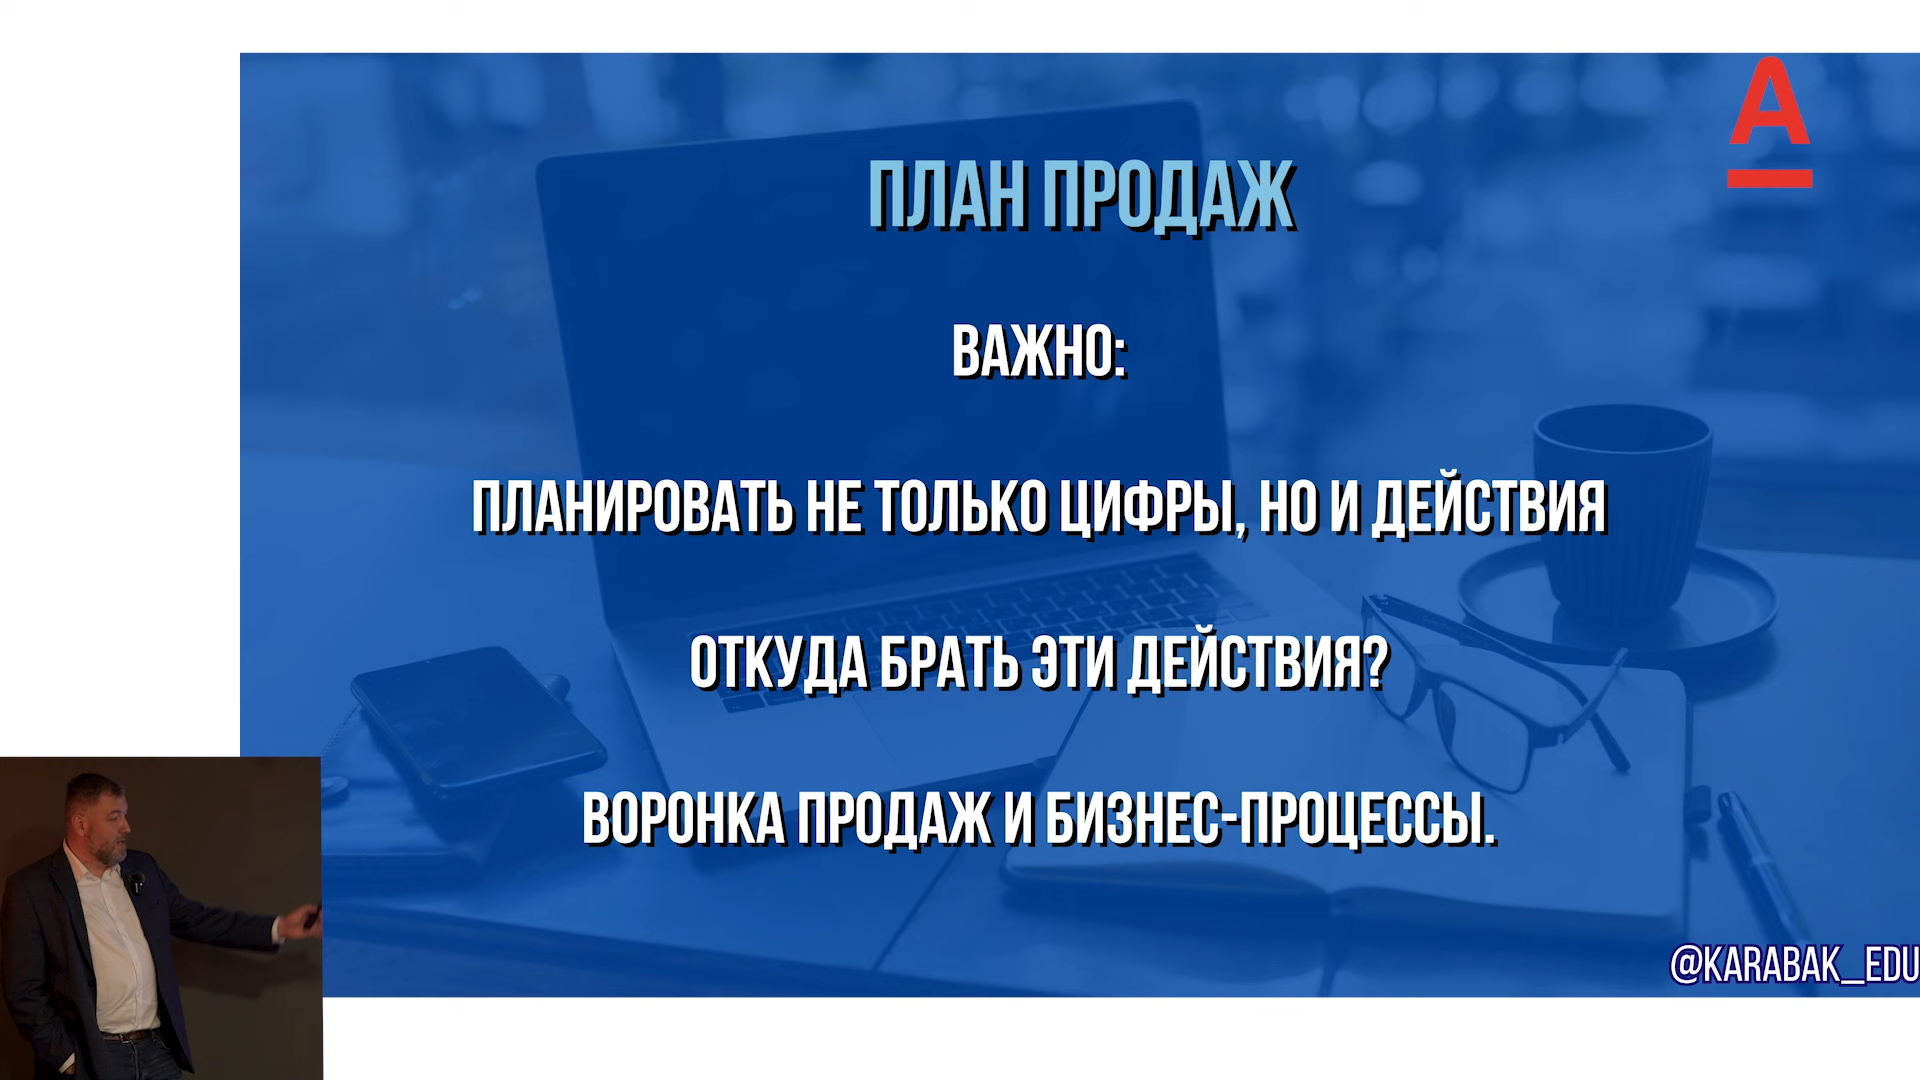 А
ПЛАН ПРОДАЖ
ВАЖНО:
ПЛАНИРОВАТЬ НЕ ТОЛЬКО ЦИФРЫ, НО И ДЕЙСТВИЯ
ОТКУДА БРАТЬ ЭТИ ДЕЙСТВИЯ?
ВОРОНКА ПРОДАЖ И БИЗНЕС-ПРОЦЕССЫ.
@KARABAK_EDU